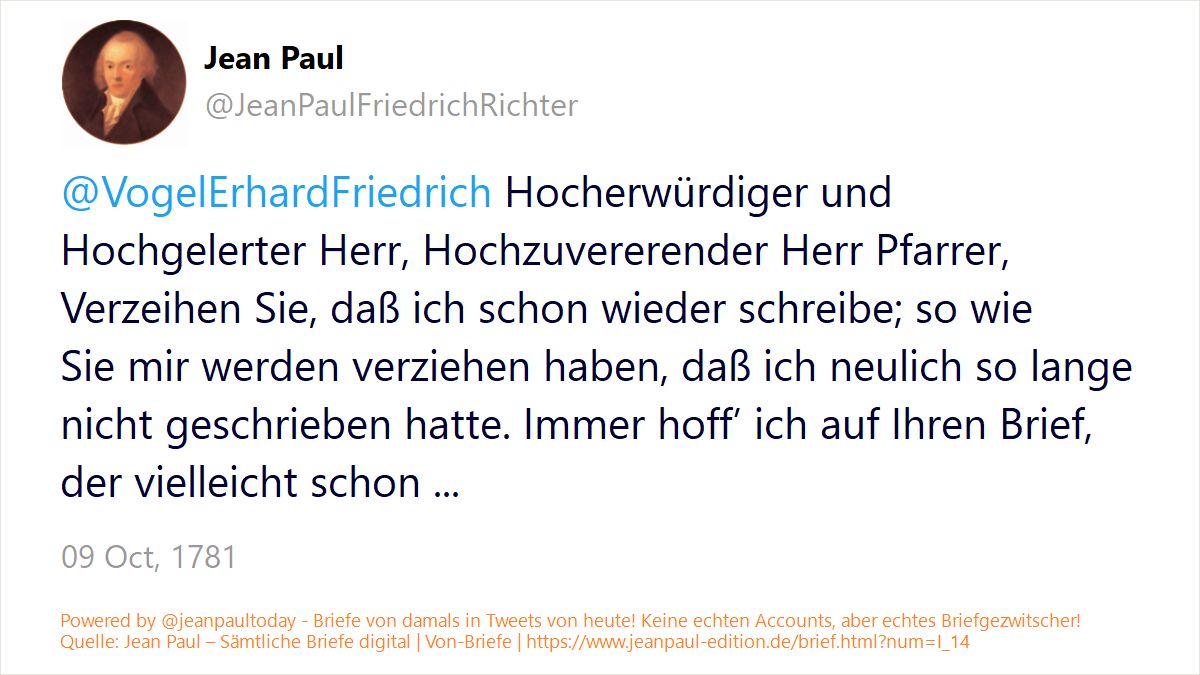 Jean Paul
@JeanPaulFriedrichRichter
@VogelErhardFriedrich Hocherwürdiger und
Hochgelerter Herr, Hochzuvererender Herr Pfarrer,
Verzeihen Sie, daß ich schon wieder schreibe; so wie
Sie mir werden verziehen haben, daß ich neulich so lange
nicht geschrieben hatte. Immer hoff’ ich auf Ihren Brief,
der vielleicht schon ...
09 Oct, 1781
Powered by @jeanpaultoday - Briefe von damals in Tweets von heute! Keine echten Accounts, aber echtes Briefgezwitscher!
Quelle: Jean Paul – Sämtliche Briefe digital | Von-Briefe | https://www.jeanpaul-edition.de/brief.html?num=I_14